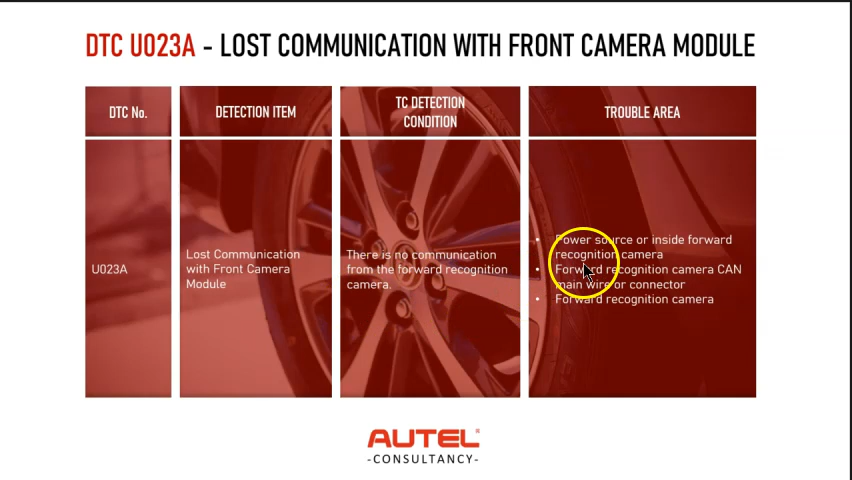 DTC U023A - LOST COMMUNICATION WITH FRONT CAMERA MODULE
DTC No.
DETECTION ITEM
TC DETECTION
CONDITION
TROUBLE AREA
U023A
Lost Communication
with Front Camera
Module
There is no communication
from the forward recognition
camera.
• Power source or inside forward
recognition camera
• Forward recognition camera CAN
main wire or connector
• Forward recognition camera
AUTEL®
-CONSULTANCY-